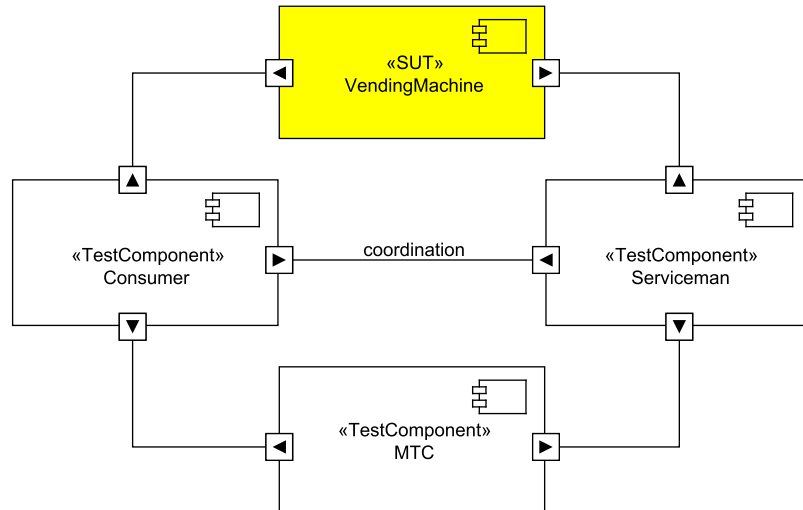 «SUT»
VendingMachine
«TestComponent»
Consumer
coordination
«TestComponent»
Serviceman
«TestComponent»
MTC